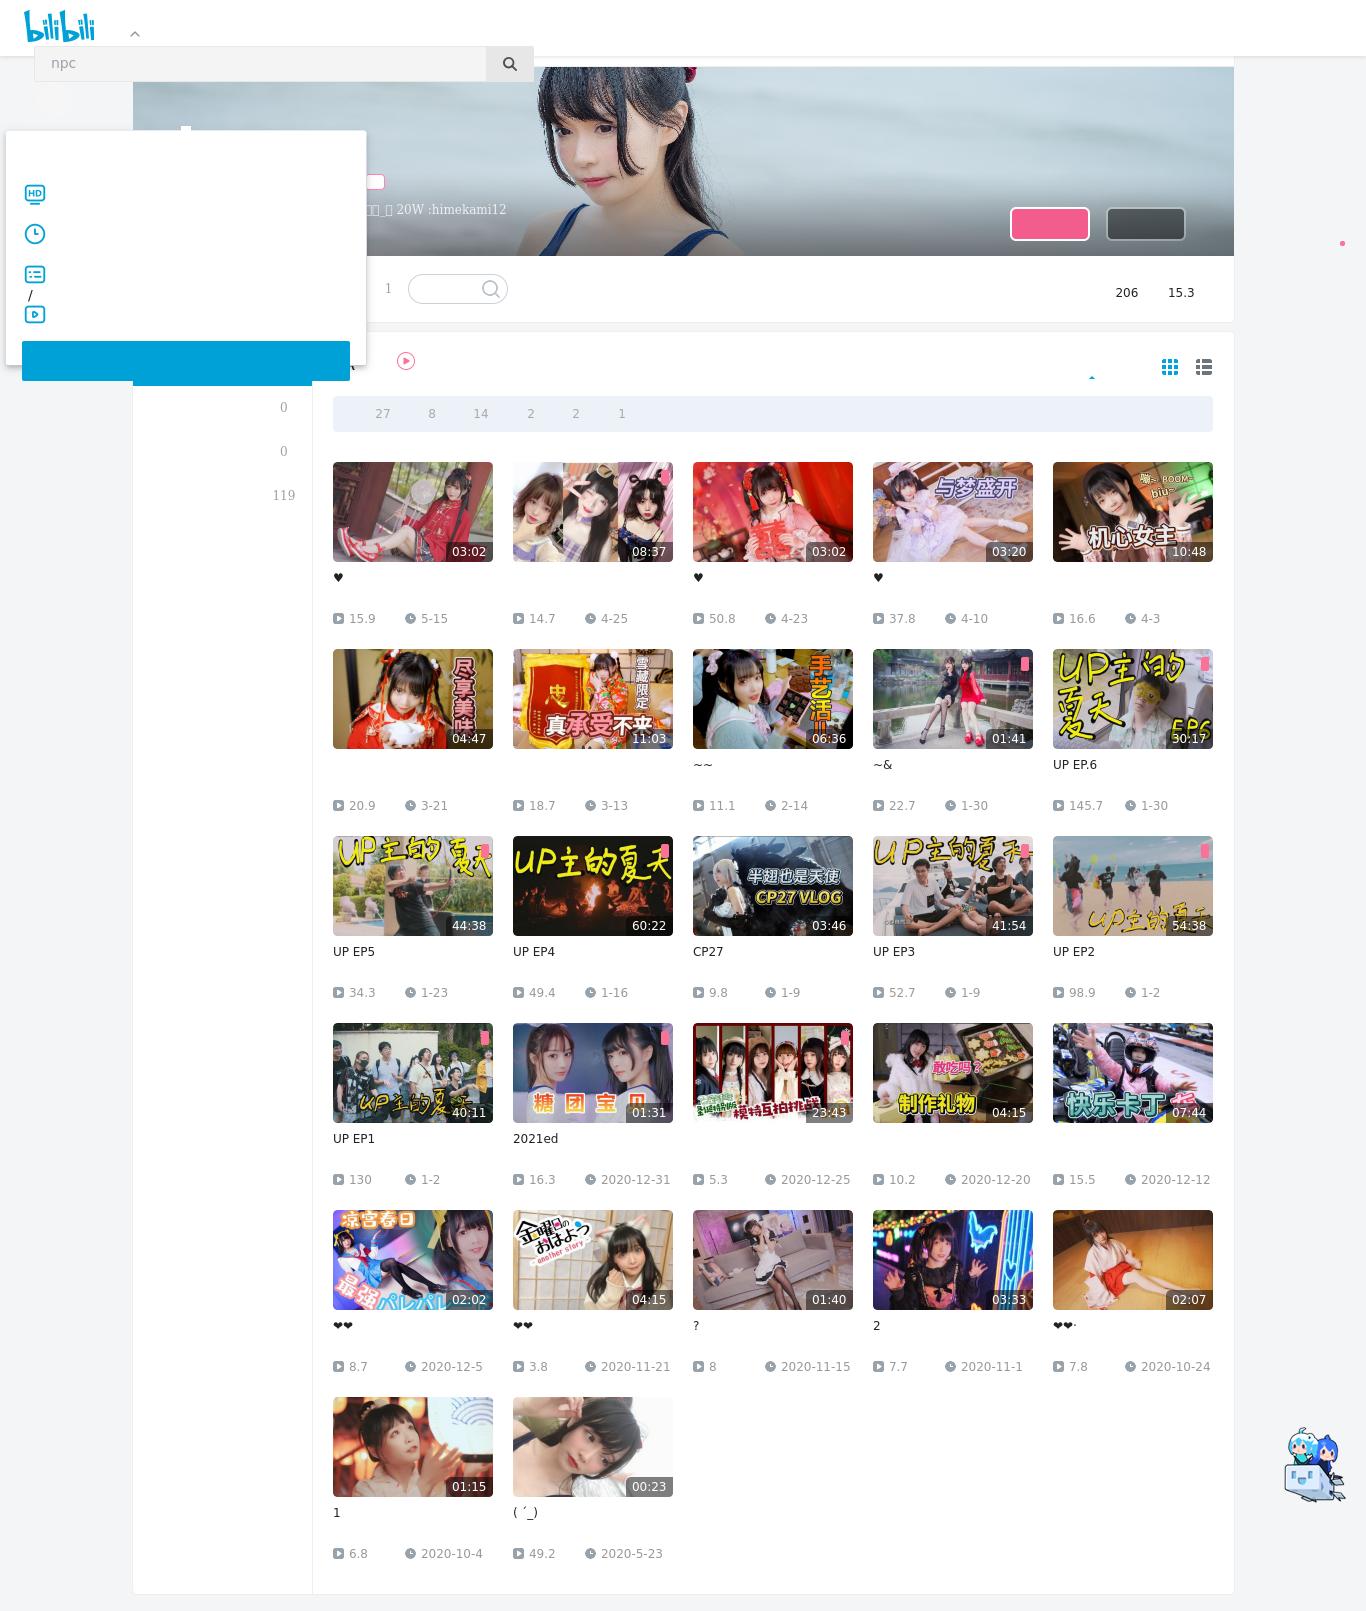 bilibili
npc
20W :himekami12
HD
/
1
206 15.3
0
27 8 14 2 2 1
0
119
与梦盛开
BOOM~
biu~
机心女主
03:02 08:37 03:02 03:20 10:48
♥ ♥ ♥
15.9 5-15 14.7 4-25 50.8 4-23 37.8 4-10 16.6 4-3
尽享美味
忠
雪藏限定
真承受不来
手艺活
UP主的夏天
EP6
04:47 11:03 06:36 01:41 30:17
~~ ~& UP EP.6
20.9 3-21 18.7 3-13 11.1 2-14 22.7 1-30 145.7 1-30
UP主的夏天
UP主的夏天
半翅也是天使
CP27 VLOG
UP主的夏天
UP主的夏天
44:38 60:22 03:46 41:54 54:38
UP EP5 UP EP4 CP27 UP EP3 UP EP2
34.3 1-23 49.4 1-16 9.8 1-9 52.7 1-9 98.9 1-2
UP主的夏天
糖团宝贝
圣诞特别版
模特互拍挑战
敢吃吗?
制作礼物
快乐卡丁
40:11 01:31 23:43 04:15 07:44
UP EP1 2021ed
130 1-2 16.3 2020-12-31 5.3 2020-12-25 10.2 2020-12-20 15.5 2020-12-12
凉宫春日
最强
パレパレ
金曜日の
おはよう
another story
02:02 04:15 01:40 03:33 02:07
❤❤ ❤❤ ? 2 ❤❤·
8.7 2020-12-5 3.8 2020-11-21 8 2020-11-15 7.7 2020-11-1 7.8 2020-10-24
01:15 00:23
1 ( ´_)
6.8 2020-10-4 49.2 2020-5-23